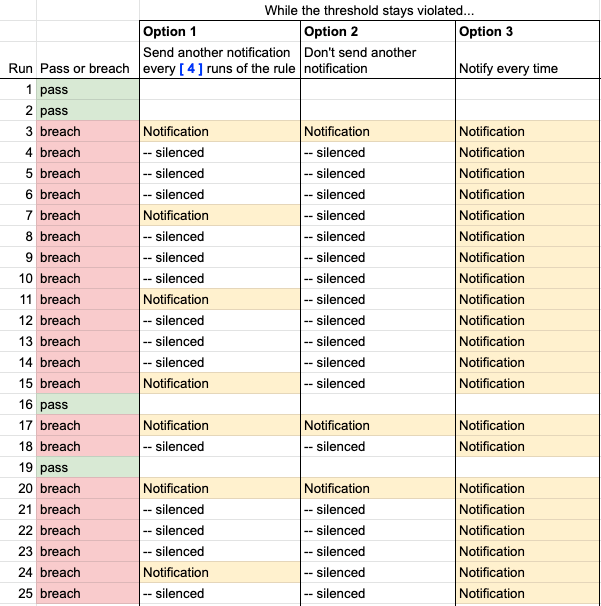 While the threshold stays violated...
Option 1 Option 2 Option 3
Send another notification Don't send another
Run Pass or breach every [ 4 ] runs of the rule notification Notify every time
1 pass
2 pass
3 breach Notification Notification Notification
4 breach -- silenced -- silenced Notification
5 breach -- silenced -- silenced Notification
6 breach -- silenced -- silenced Notification
7 breach Notification -- silenced Notification
8 breach -- silenced -- silenced Notification
9 breach -- silenced -- silenced Notification
10 breach -- silenced -- silenced Notification
11 breach Notification -- silenced Notification
12 breach -- silenced -- silenced Notification
13 breach -- silenced -- silenced Notification
14 breach -- silenced -- silenced Notification
15 breach Notification -- silenced Notification
16 pass
17 breach Notification Notification Notification
18 breach -- silenced -- silenced Notification
19 pass
20 breach Notification Notification Notification
21 breach -- silenced -- silenced Notification
22 breach -- silenced -- silenced Notification
23 breach -- silenced -- silenced Notification
24 breach Notification -- silenced Notification
25 breach -- silenced -- silenced Notification